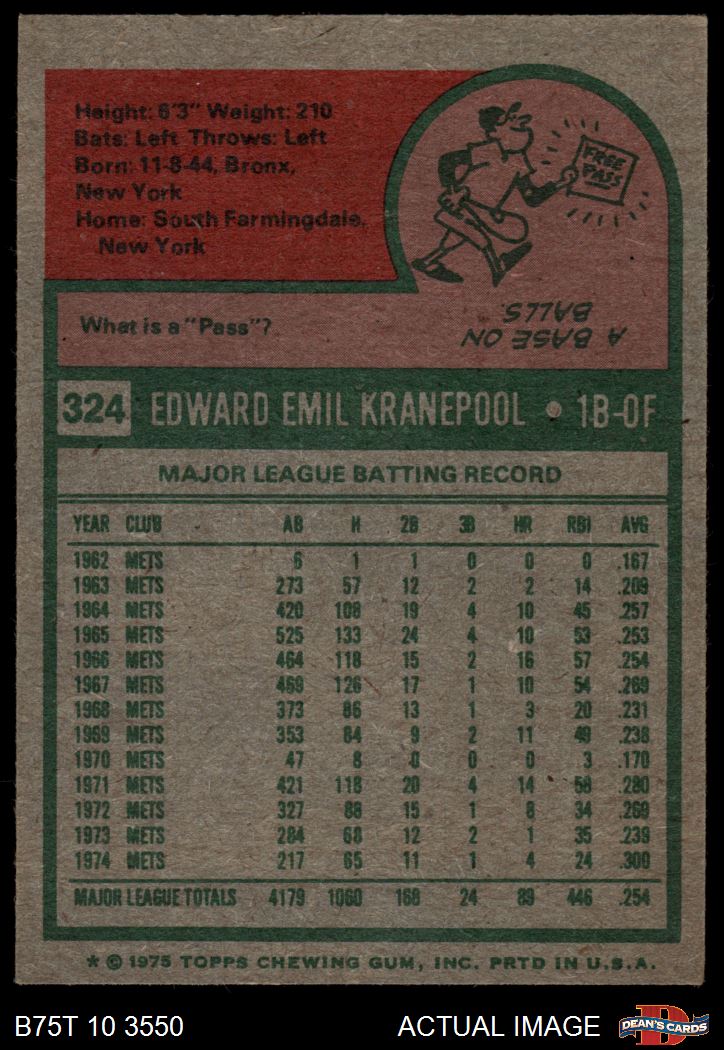 Height: 6'3" Weight: 210
Bats: Left Throws: Left
Born: 11-8-44, Bronx,
New York
Home: South Farmingdale,
New York
FREE
PASS
What is a "Pass"?
A BASE ON
BALLS.
324 EDWARD EMIL KRANEPOOL • 1B-OF
MAJOR LEAGUE BATTING RECORD
YEAR CLUB AB H 2B 3B HR RBI AVG
1962 METS 6 1 1 0 0 0 .167
1963 METS 273 57 12 2 2 14 .209
1964 METS 420 108 19 4 10 45 .257
1965 METS 525 133 24 4 10 53 .253
1966 METS 464 118 15 2 16 57 .254
1967 METS 469 126 17 1 10 54 .269
1968 METS 373 86 13 1 3 20 .231
1969 METS 353 84 9 2 11 49 .238
1970 METS 47 8 0 0 0 3 .170
1971 METS 421 118 20 4 14 58 .280
1972 METS 327 88 15 1 8 34 .269
1973 METS 284 68 12 2 1 35 .239
1974 METS 217 65 11 1 4 24 .300
MAJOR LEAGUE TOTALS 4179 1060 168 24 89 446 .254
* © 1975 TOPPS CHEWING GUM, INC. PRTD IN U.S.A.
B75T 10 3550 ACTUAL IMAGE D DEAN'S CARDS